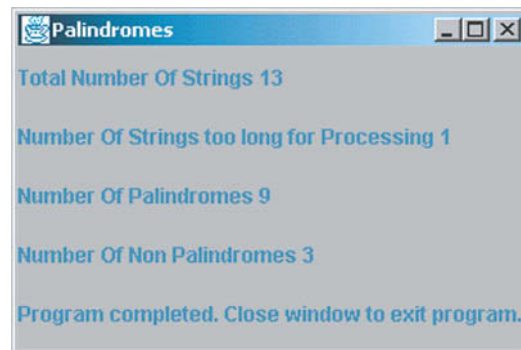 Palindromes
Total Number Of Strings 13
Number Of Strings too long for Processing 1
Number Of Palindromes 9
Number Of Non Palindromes 3
Program completed. Close window to exit program.